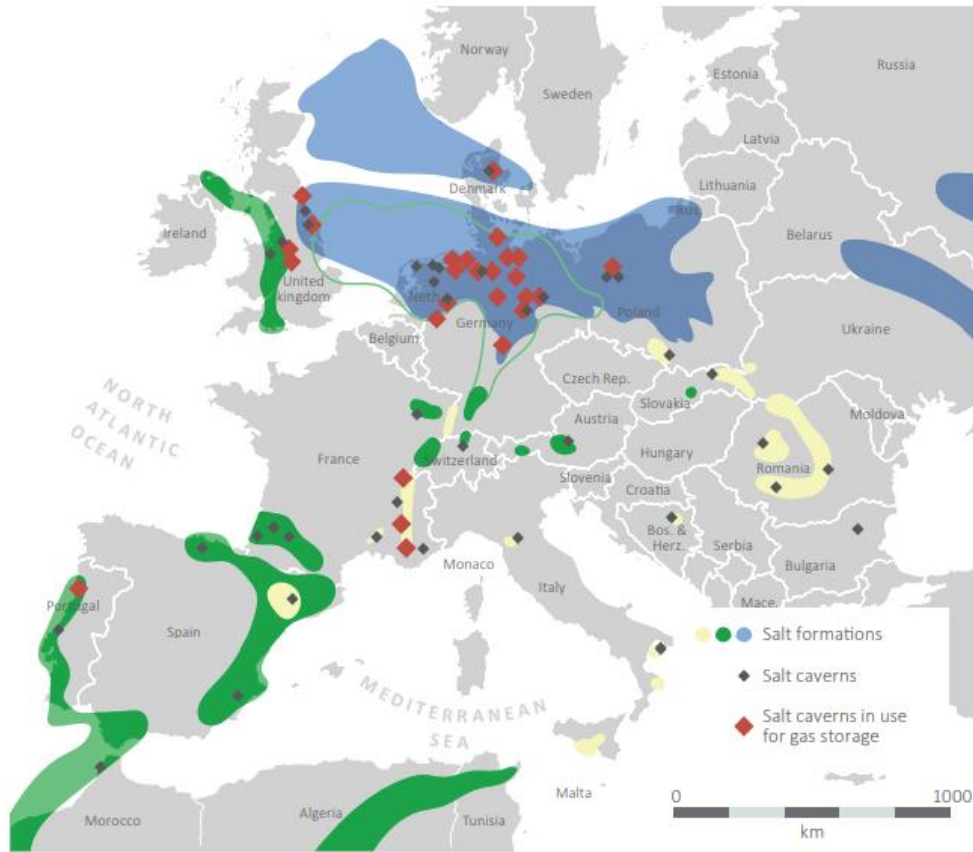 Norway
Sweden
Estonia
Russia
Latvia
Lithuania
Denmark
Rus.
Belarus
Ireland
United
kingdom
Neth.
Poland
Germany
Belgium
Ukraine
Czech Rep.
NORTH
ATLANTIC
OCEAN
Slovakia
Moldova
Austria
France
Switzerland
Hungary
Romania
Slovenia
Croatia
Bos. &
Herz.
Serbia
Monaco
Bulgaria
Italy
Portugal
Mace.
Spain
Salt formations
Salt caverns
MEDITERRANEAN
SEA
Salt caverns in use
for gas storage
Malta
0
1000
km
Morocco
Algeria
Tunisia